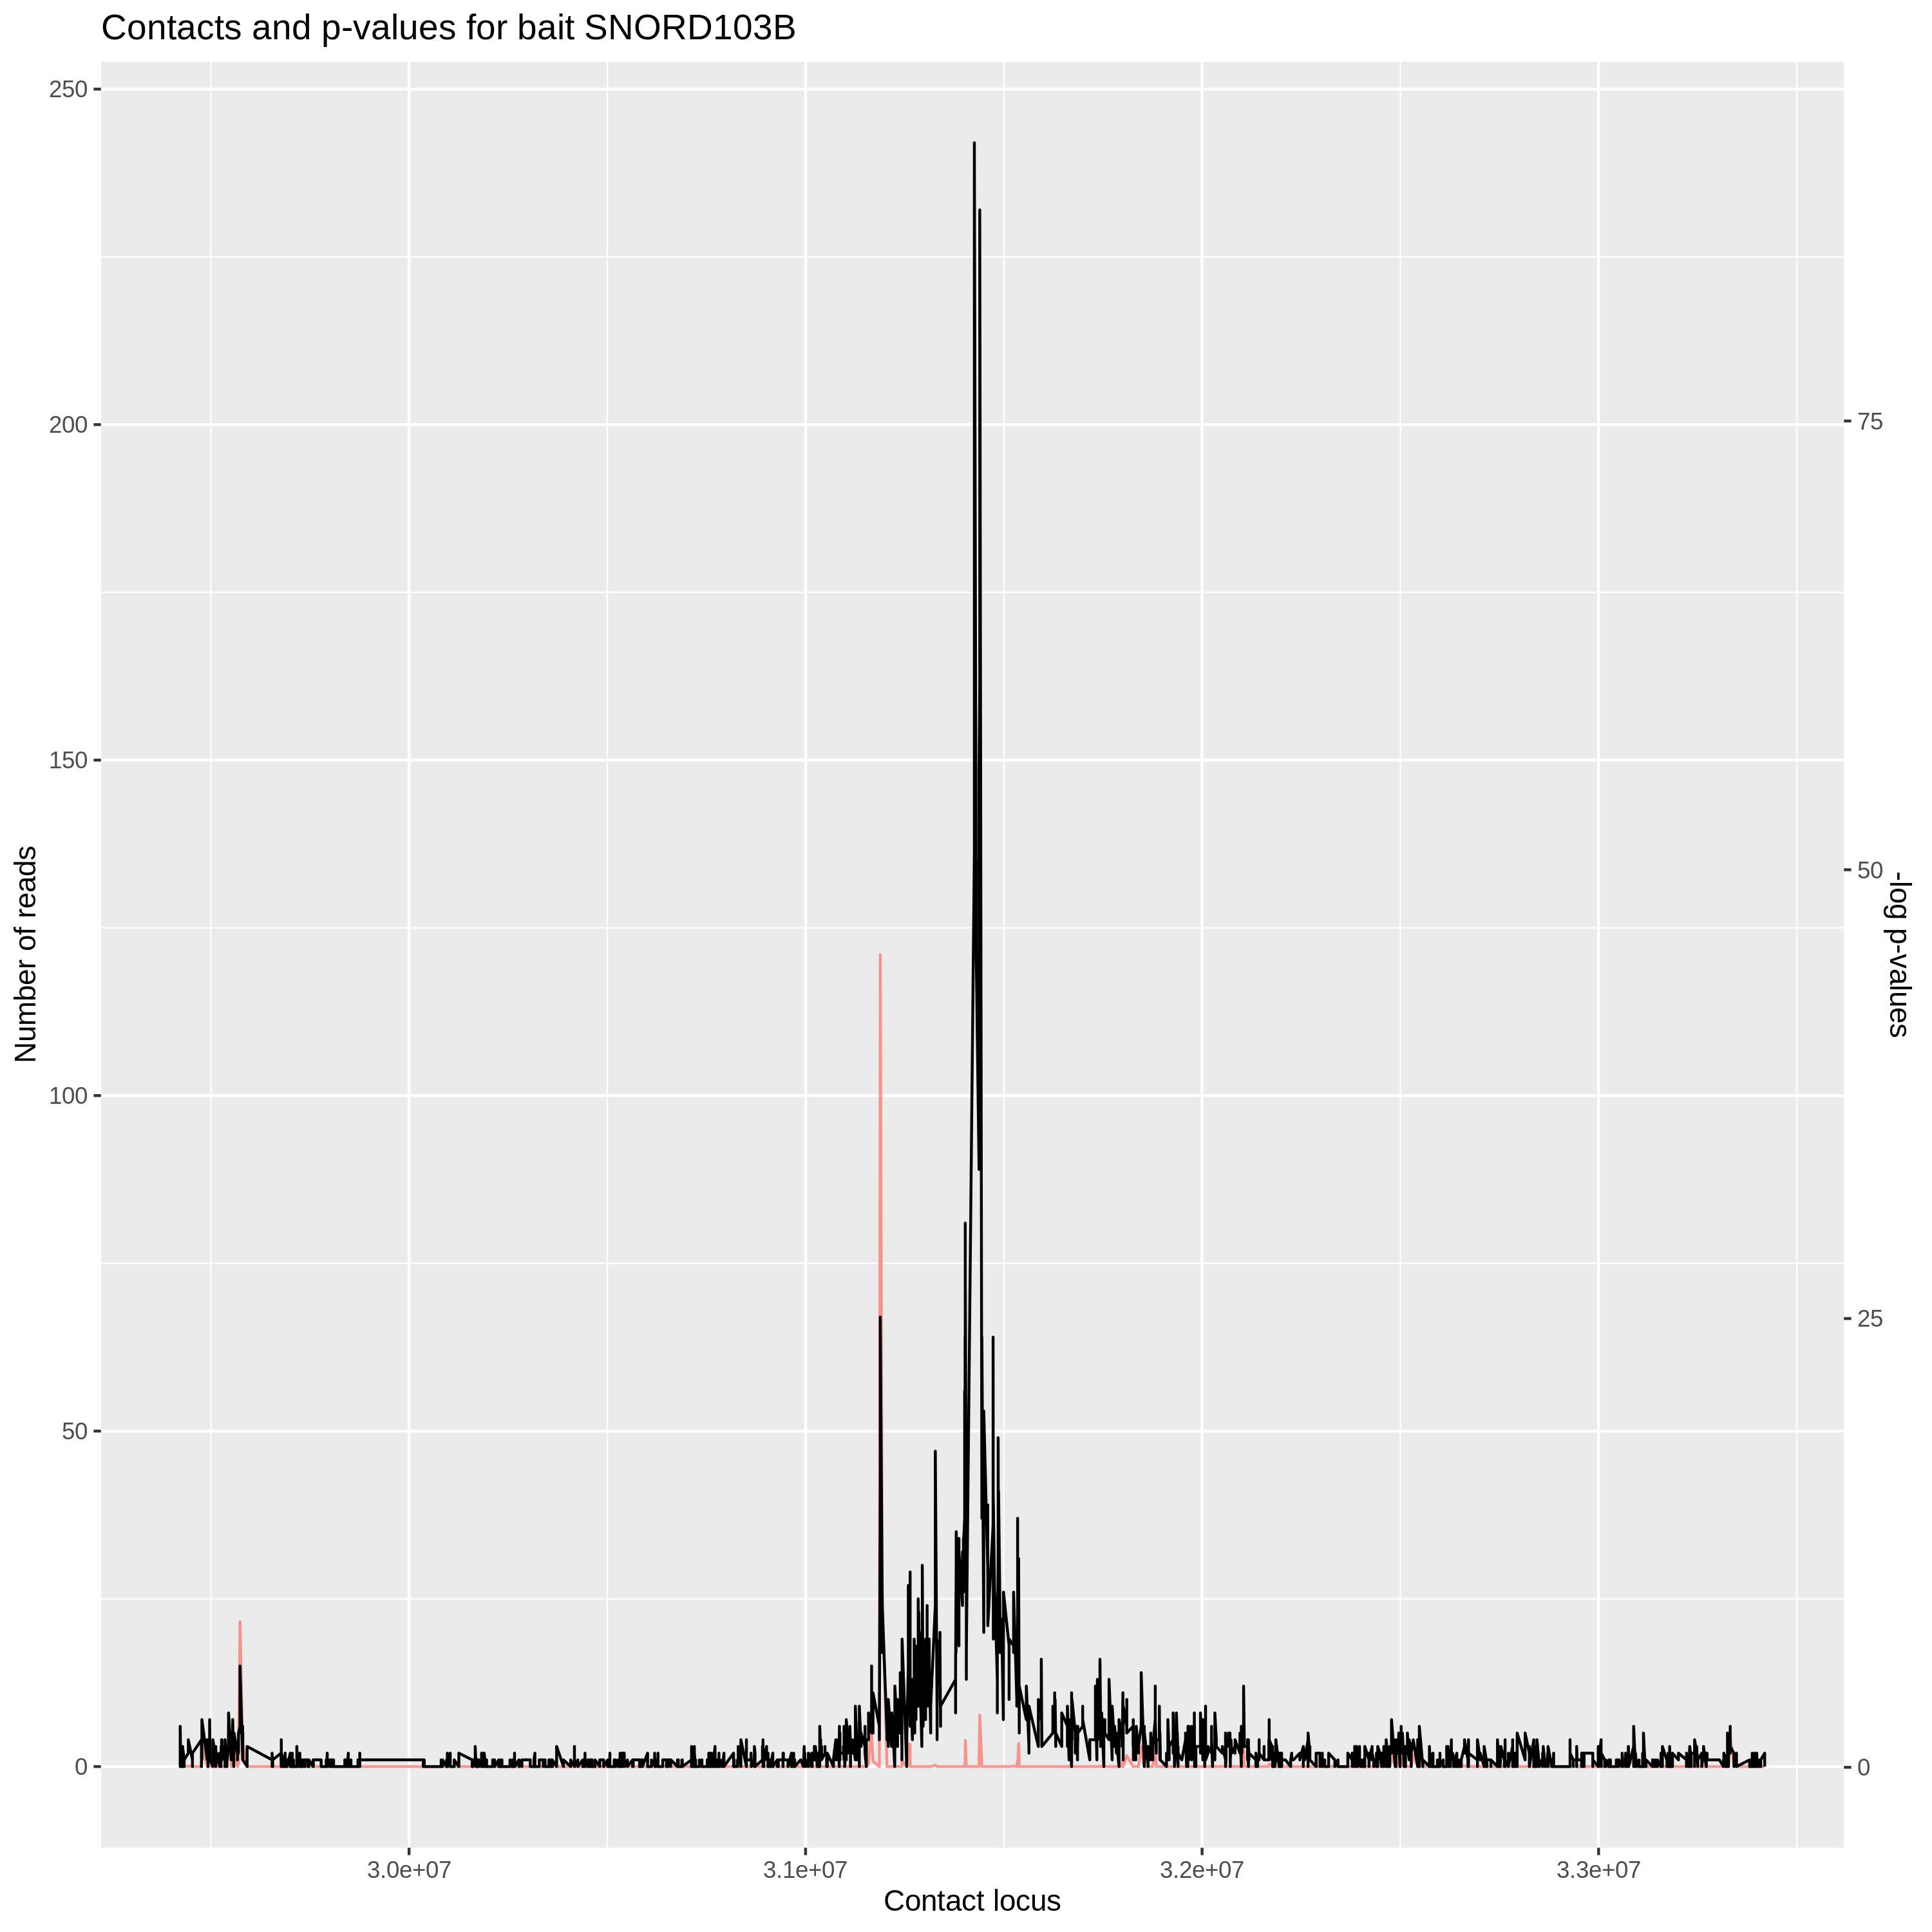 Contacts and p-values for bait SNORD103B
250
200
150
100
50
0
Number of reads
75
50
25
0
-log p-values
3.0e+07
3.1e+07
3.2e+07
3.3e+07
Contact locus